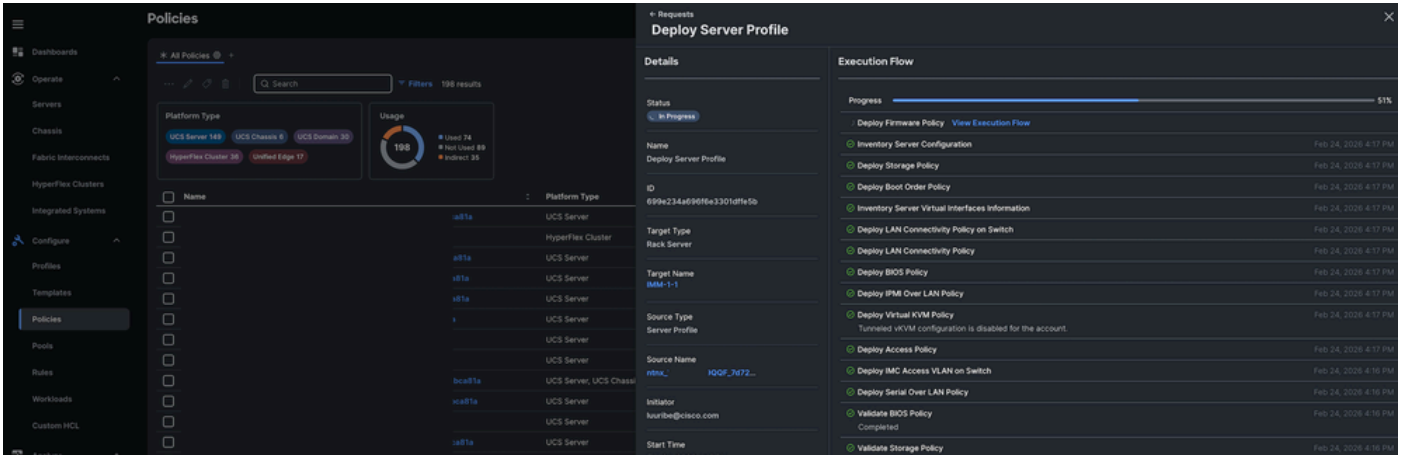 Policies
Dashboards
Operate
Servers
Chassis
Fabric Interconnects
HyperFlex Clusters
Integrated Systems
Configure
Profiles
Templates
Policies
Pools
Rules
Workloads
Custom HCL
All Policies +
Search
Filters 198 results
Platform Type
UCS Server 149 UCS Chassis 6 UCS Domain 30
HyperFlex Cluster 38 Unified Edge 17
Usage
198
Used 74
Not Used 89
Indirect 35
Name Platform Type
UCS Server
HyperFlex Cluster
a81a UCS Server
UCS Server
UCS Server
UCS Server
UCS Server
UCS Server
bca81a UCS Server, UCS Chassi
UCS Server
UCS Server
UCS Server
← Requests
Deploy Server Profile
Details
Status
In Progress
Name
Deploy Server Profile
ID
699e234a696f6e3301dffe5b
Target Type
Rack Server
Target Name
IMM-1-1
Source Type
Server Profile
Source Name
ntnx_ IQQF_7d72...
Initiator
luuribe@cisco.com
Start Time
Execution Flow
Progress 51%
Deploy Firmware Policy View Execution Flow
Inventory Server Configuration Feb 24, 2026 4:17 PM
Deploy Storage Policy Feb 24, 2026 4:17 PM
Deploy Boot Order Policy Feb 24, 2026 4:17 PM
Inventory Server Virtual Interfaces Information Feb 24, 2026 4:17 PM
Deploy LAN Connectivity Policy on Switch Feb 24, 2026 4:17 PM
Deploy LAN Connectivity Policy Feb 24, 2026 4:17 PM
Deploy BIOS Policy Feb 24, 2026 4:17 PM
Deploy IPMI Over LAN Policy Feb 24, 2026 4:17 PM
Deploy Virtual KVM Policy Feb 24, 2026 4:17 PM
Tunneled vKVM configuration is disabled for the account.
Deploy Access Policy Feb 24, 2026 4:17 PM
Deploy IMC Access VLAN on Switch Feb 24, 2026 4:16 PM
Deploy Serial Over LAN Policy Feb 24, 2026 4:16 PM
Validate BIOS Policy Feb 24, 2026 4:16 PM
Completed
Validate Storage Policy Feb 24, 2026 4:16 PM